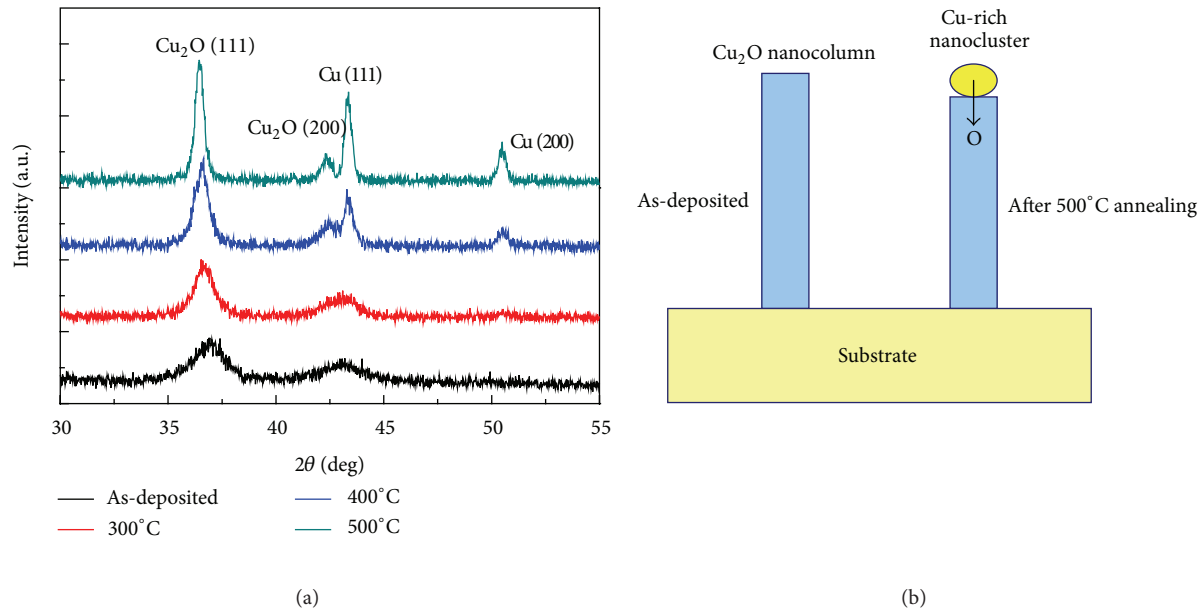 Cu₂O (111)
Cu (111)
Cu₂O (200)
Cu (200)
Intensity (a.u.)
30 35 40 45 50 55
2θ (deg)
As-deposited
300°C
400°C
500°C
(a)
Cu-rich
nanocluster
Cu₂O nanocolumn
O
As-deposited
After 500°C annealing
Substrate
(b)